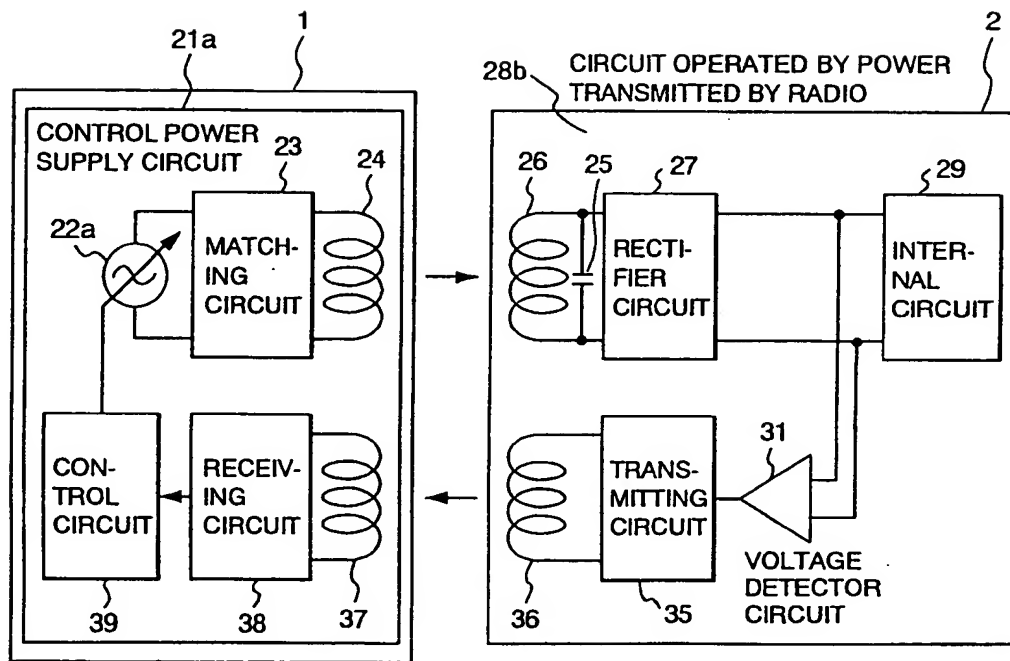 1
21a
2
CIRCUIT OPERATED BY POWER
TRANSMITTED BY RADIO
28b
CONTROL POWER
SUPPLY CIRCUIT
23
24
22a
MATCH-
ING
CIRCUIT
26
25
27
RECTI-
FIER
CIRCUIT
29
INTER-
NAL
CIRCUIT
CON-
TROL
CIRCUIT
39
RECEIV-
ING
CIRCUIT
38
37
36
TRANS-
MITTING
CIRCUIT
35
31
VOLTAGE
DETECTOR
CIRCUIT